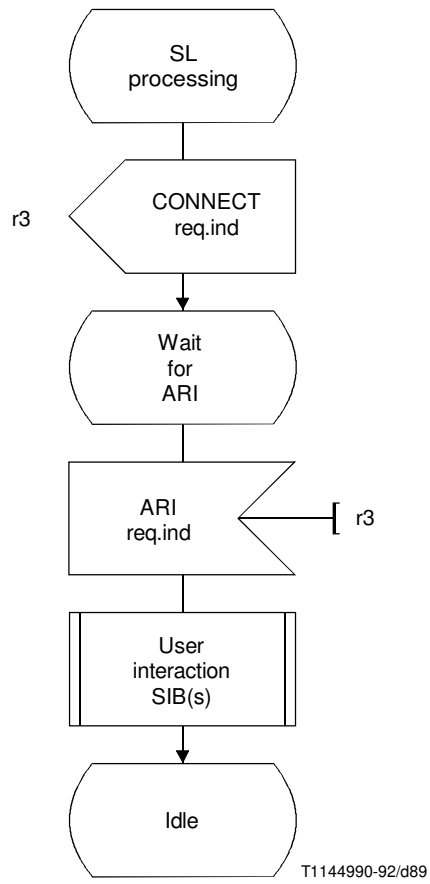 SL
processing
r3
CONNECT
req.ind
Wait
for
ARI
ARI
req.ind
r3
User
interaction
SIB(s)
Idle
T1144990-92/d89